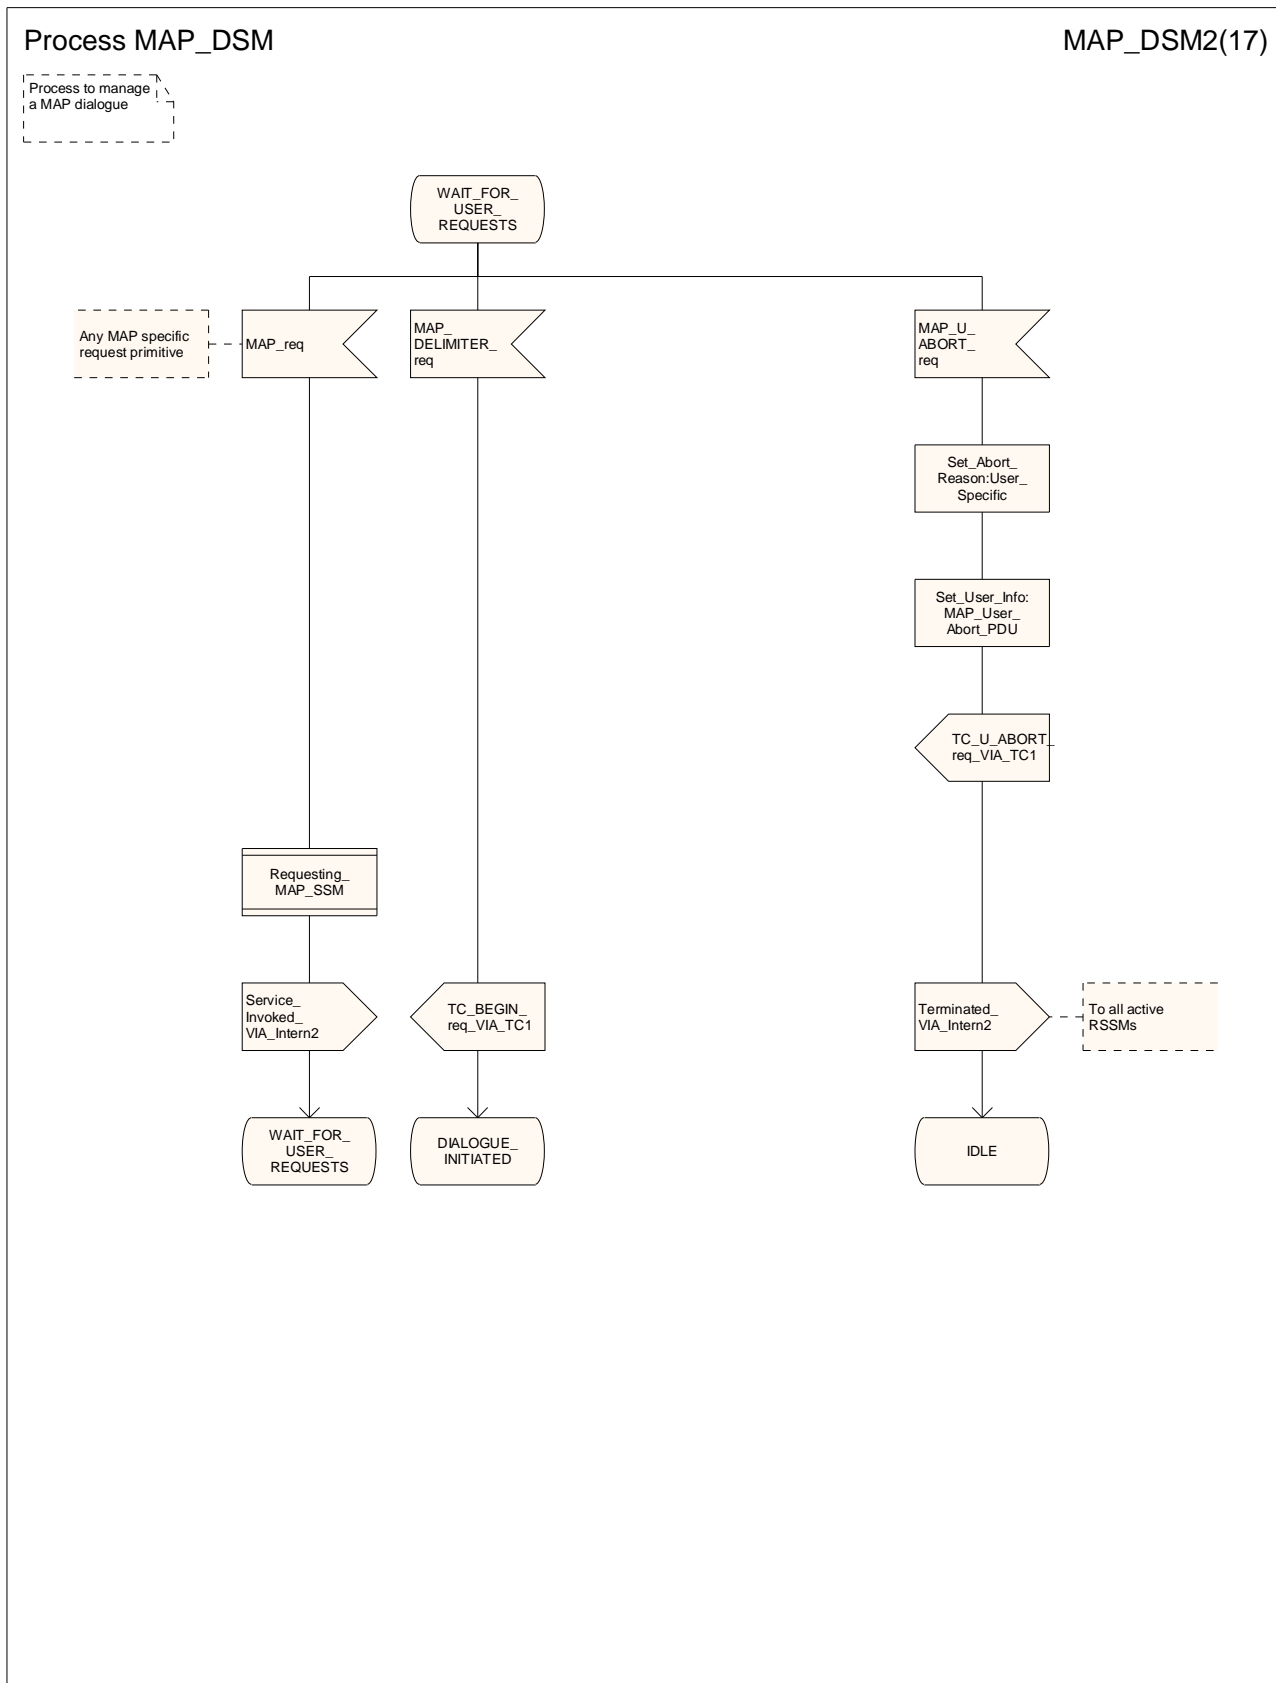 Process MAP_DSM
MAP_DSM2(17)
Process to manage
a MAP dialogue
WAIT_FOR_
USER_
REQUESTS
Any MAP specific
request primitive
MAP_req
MAP_
DELIMITER_
req
MAP_U_
ABORT_
req
Set_Abort_
Reason:User_
Specific
Set_User_Info:
MAP_User_
Abort_PDU
TC_U_ABORT_
req_VIA_TC1
Requesting_
MAP_SSM
Service_
Invoked_
VIA_Intern2
TC_BEGIN_
req_VIA_TC1
Terminated_
VIA_Intern2
To all active
RSSMs
WAIT_FOR_
USER_
REQUESTS
DIALOGUE_
INITIATED
IDLE